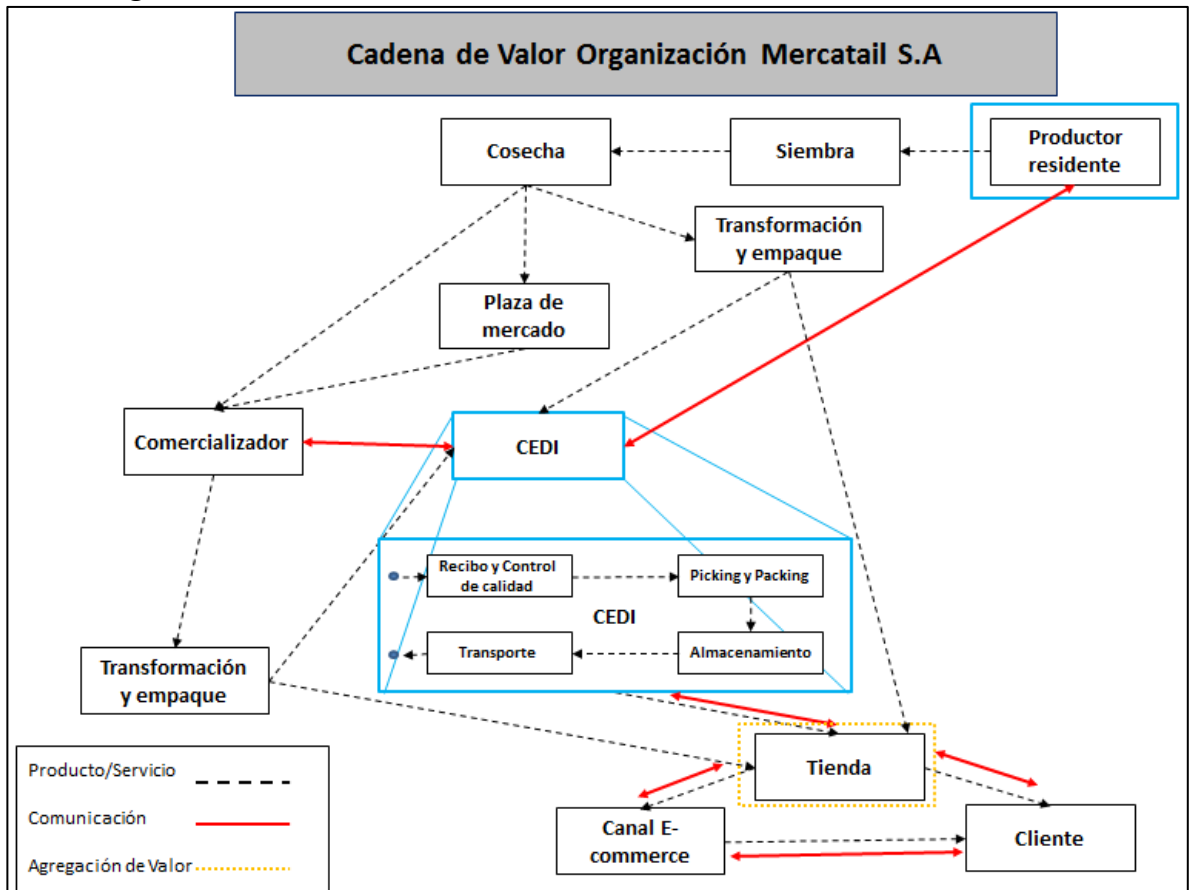 Cadena de Valor Organización Mercatail S.A
Cosecha
Siembra
Productor
residente
Transformación
y empaque
Plaza de
mercado
Comercializador
CEDI
Recibo y Control
de calidad
Picking y Packing
CEDI
Transporte
Almacenamiento
Transformación
y empaque
Tienda
Canal E-
commerce
Cliente
Producto/Servicio
Comunicación
Agregación de Valor